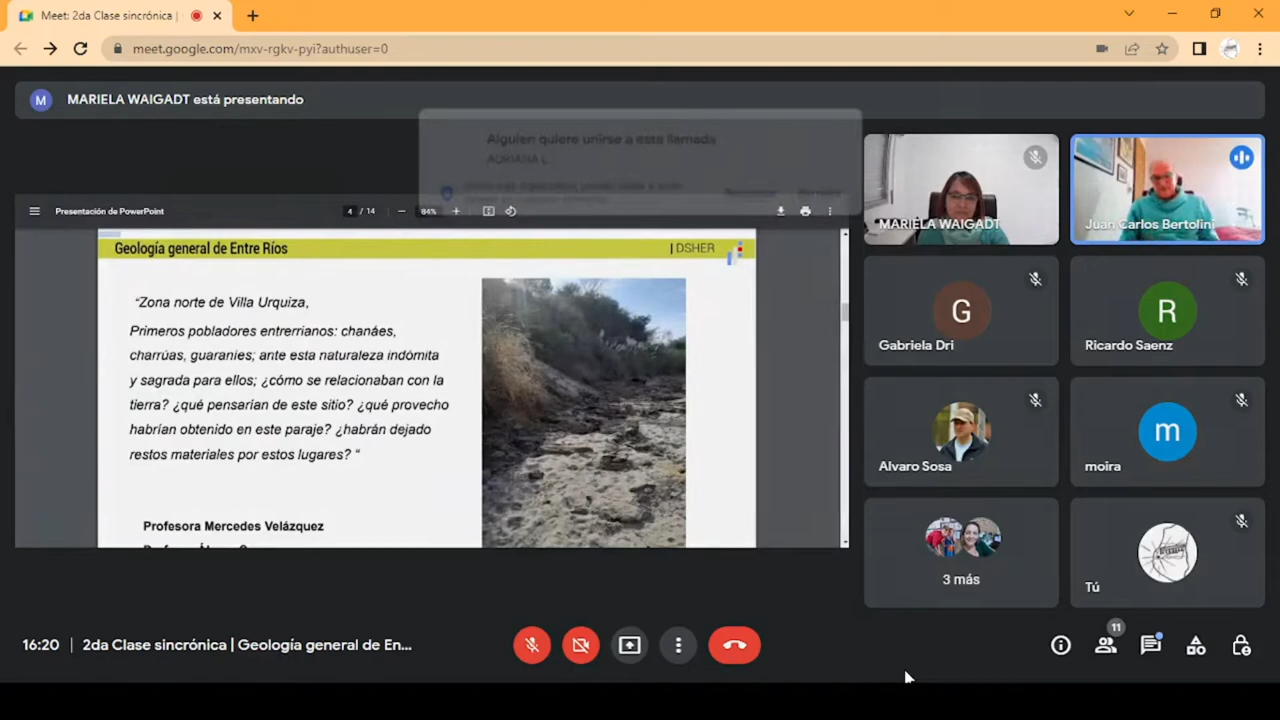 Meet: 2da Clase sincrónica |
meet.google.com/mxv-rgkv-pyi?authuser=0
M MARIELA WAIGADT está presentando
Alguien quiere unirse a esta llamada
ADRIANA L
Presentación de PowerPoint 4 / 14 — 84% +
Geología general de Entre Ríos | DSHER
“Zona norte de Villa Urquiza,
Primeros pobladores entrerrianos: chanáes,
charrúas, guaraníes; ante esta naturaleza indómita
y sagrada para ellos; ¿cómo se relacionaban con la
tierra? ¿qué pensarían de este sitio? ¿qué provecho
habrían obtenido en este paraje? ¿habrán dejado
restos materiales por estos lugares? “
Profesora Mercedes Velázquez
MARIELA WAIGADT
Juan Carlos Bertolini
G
Gabriela Dri
R
Ricardo Saenz
Alvaro Sosa
m
moira
3 más
Tú
16:20 | 2da Clase sincrónica | Geología general de En...
11